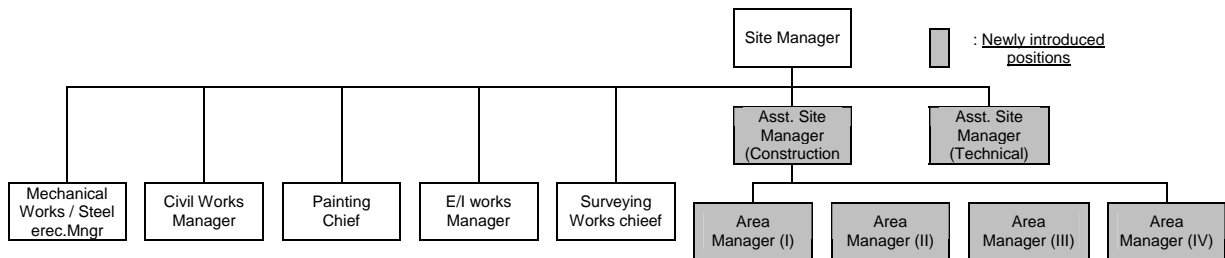 Site Manager
: Newly introduced
positions
Asst. Site
Manager
(Construction
Asst. Site
Manager
(Technical)
Mechanical
Works / Steel
erec.Mngr
Civil Works
Manager
Painting
Chief
E/I works
Manager
Surveying
Works chieef
Area
Manager (I)
Area
Manager (II)
Area
Manager (III)
Area
Manager (IV)